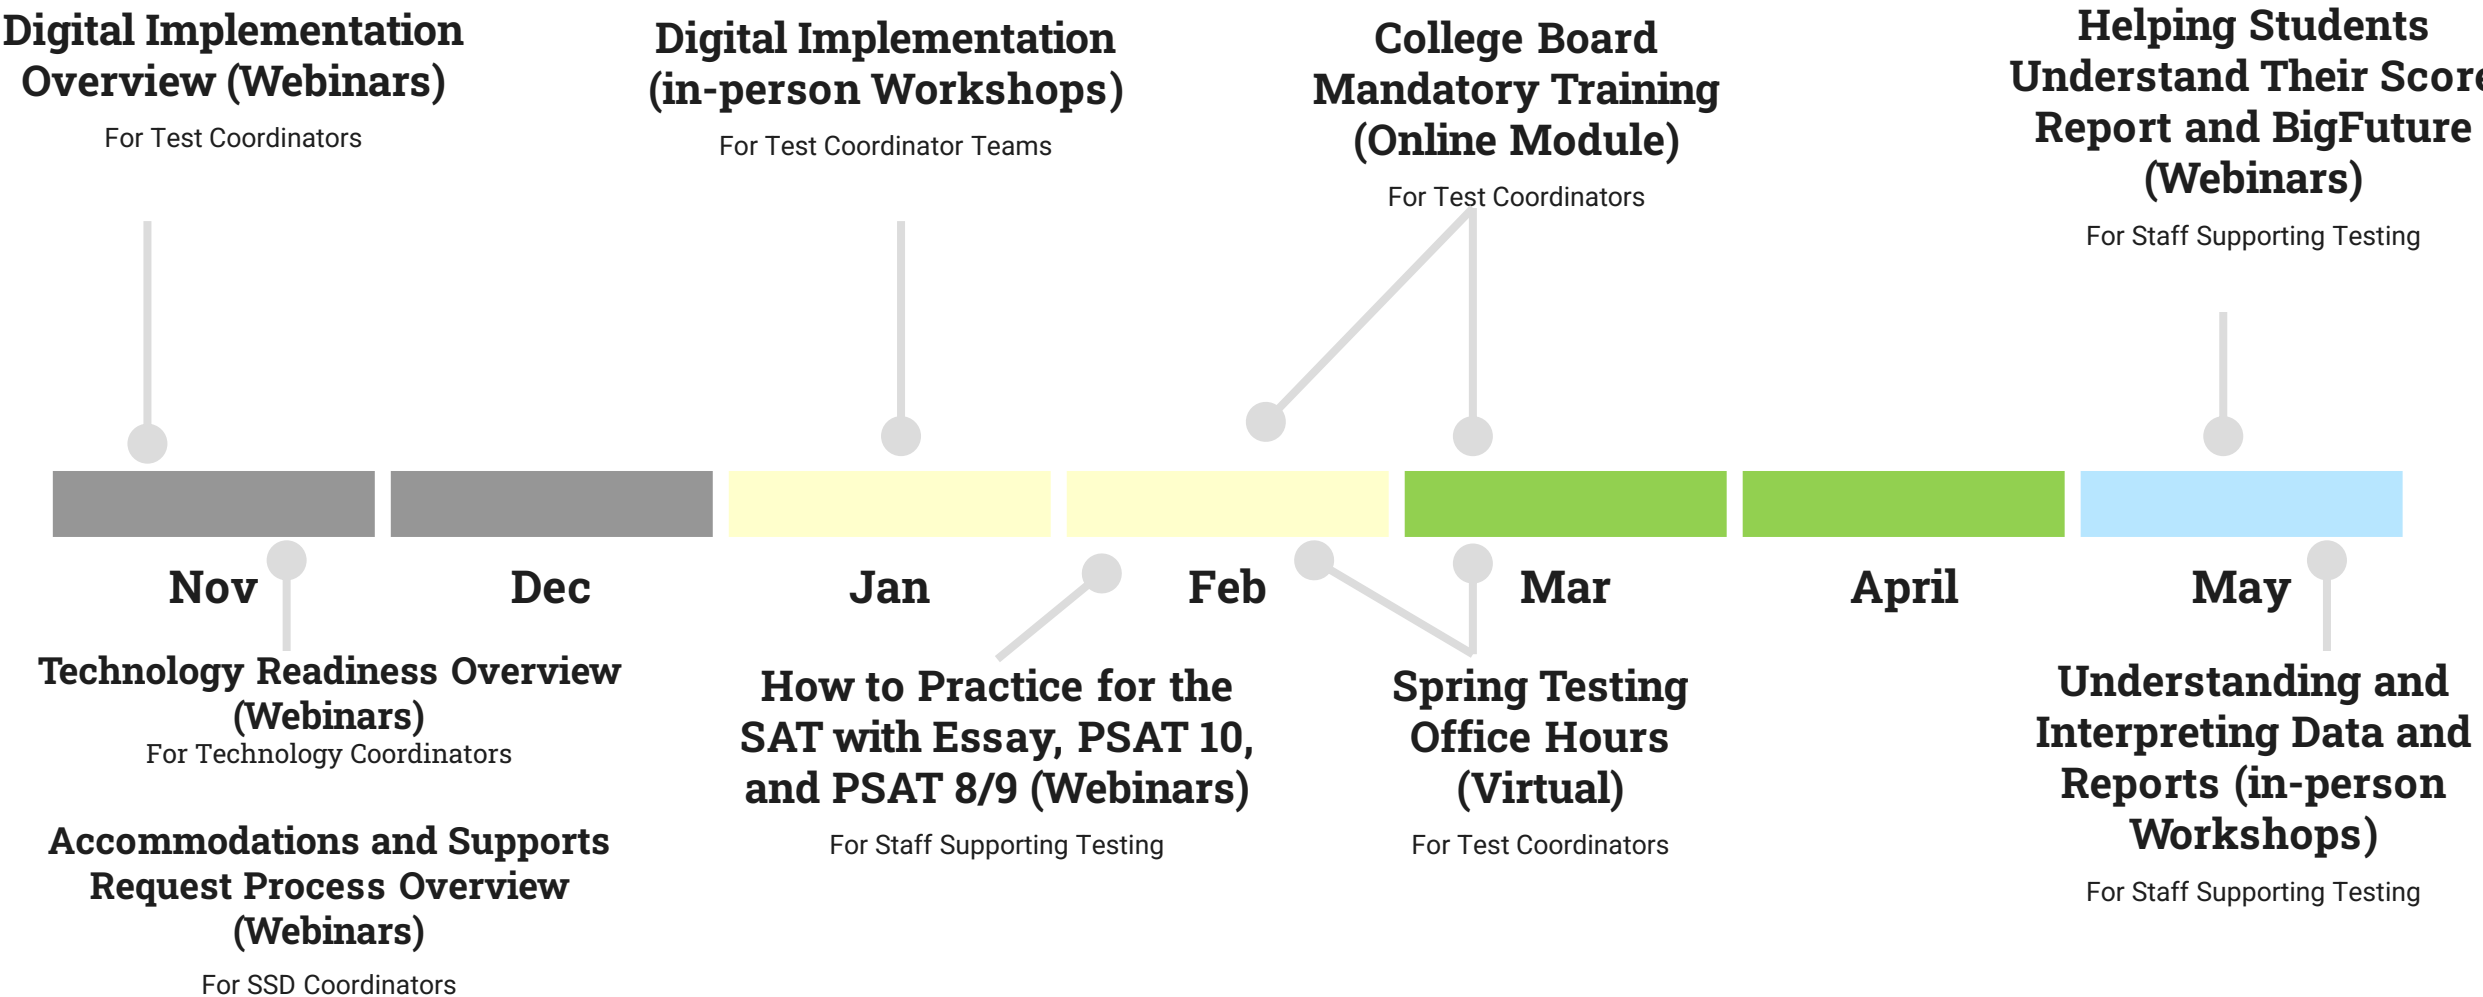 Digital Implementation
Overview (Webinars)
For Test Coordinators
Digital Implementation
(in-person Workshops)
For Test Coordinator Teams
College Board
Mandatory Training
(Online Module)
For Test Coordinators
Helping Students
Understand Their Score
Report and BigFuture
(Webinars)
For Staff Supporting Testing
Nov
Dec
Jan
Feb
Mar
April
May
Technology Readiness Overview
(Webinars)
For Technology Coordinators
Accommodations and Supports
Request Process Overview
(Webinars)
For SSD Coordinators
How to Practice for the
SAT with Essay, PSAT 10,
and PSAT 8/9 (Webinars)
For Staff Supporting Testing
Spring Testing
Office Hours
(Virtual)
For Test Coordinators
Understanding and
Interpreting Data and
Reports (in-person
Workshops)
For Staff Supporting Testing